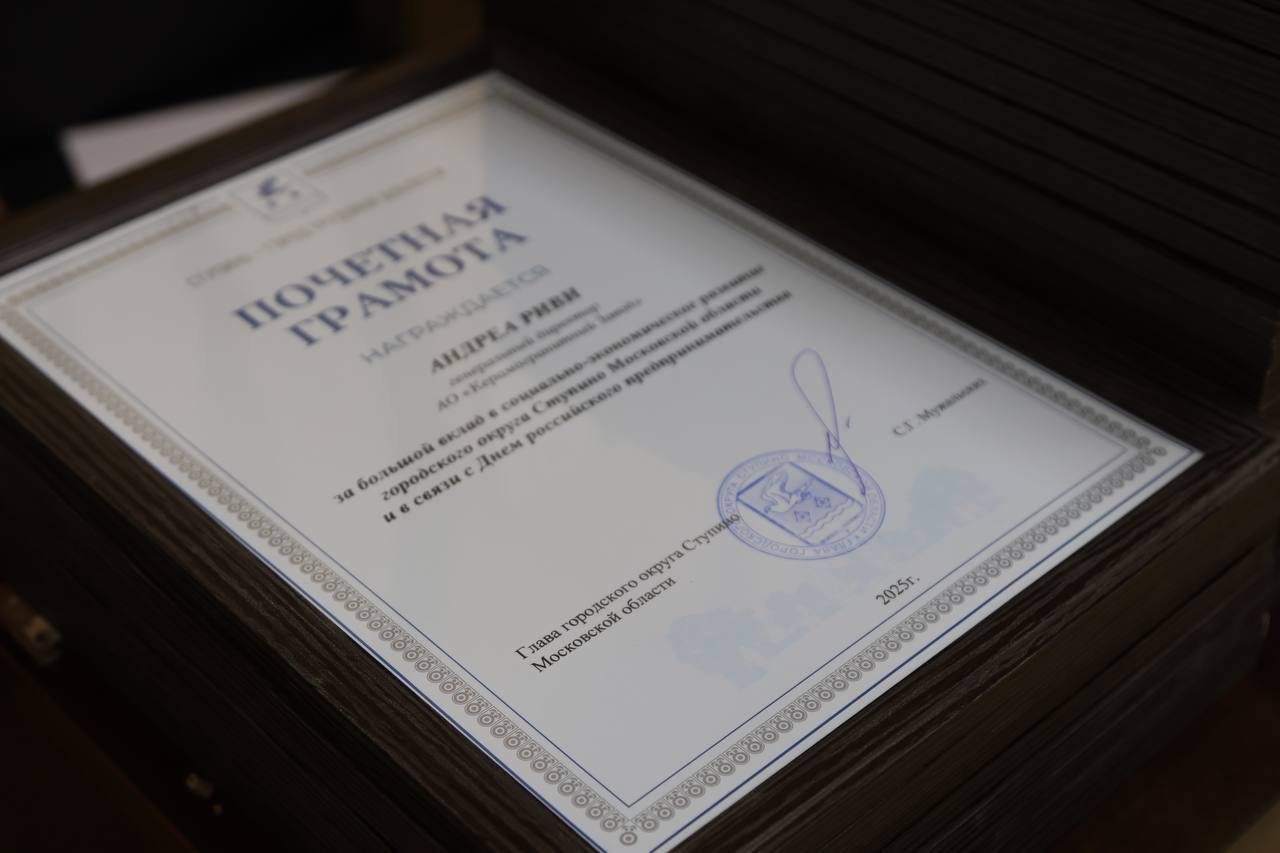 ПОЧЕТНАЯ
ГРАМОТА
НАГРАЖДАЕТСЯ
АНДРЕА РИВИ
генеральный директор
АО «Керамогранитный Завод»
за большой вклад в социально-экономическое развитие
городского округа Ступино Московской области
и в связи с Днем российского предпринимательства
Глава городского округа Ступино
Московской области
С.Г. Мужальских
2025г.